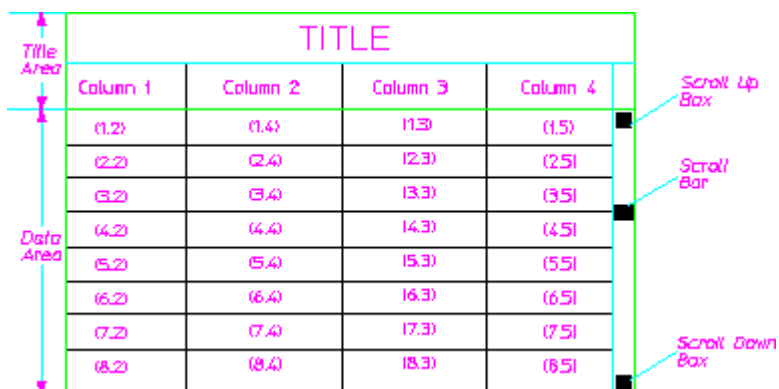 TITLE
Title
Area
Column 1 Column 2 Column 3 Column 4
Scroll Up
Box
(1.2) (1.4) (1.3) (1.5)
(2.2) (2.4) (2.3) (2.5)
Scroll
Bar
(3.2) (3.4) (3.3) (3.5)
Data
Area
(4.2) (4.4) (4.3) (4.5)
(5.2) (5.4) (5.3) (5.5)
(6.2) (6.4) (6.3) (6.5)
(7.2) (7.4) (7.3) (7.5)
Scroll Down
Box
(8.2) (8.4) (8.3) (8.5)